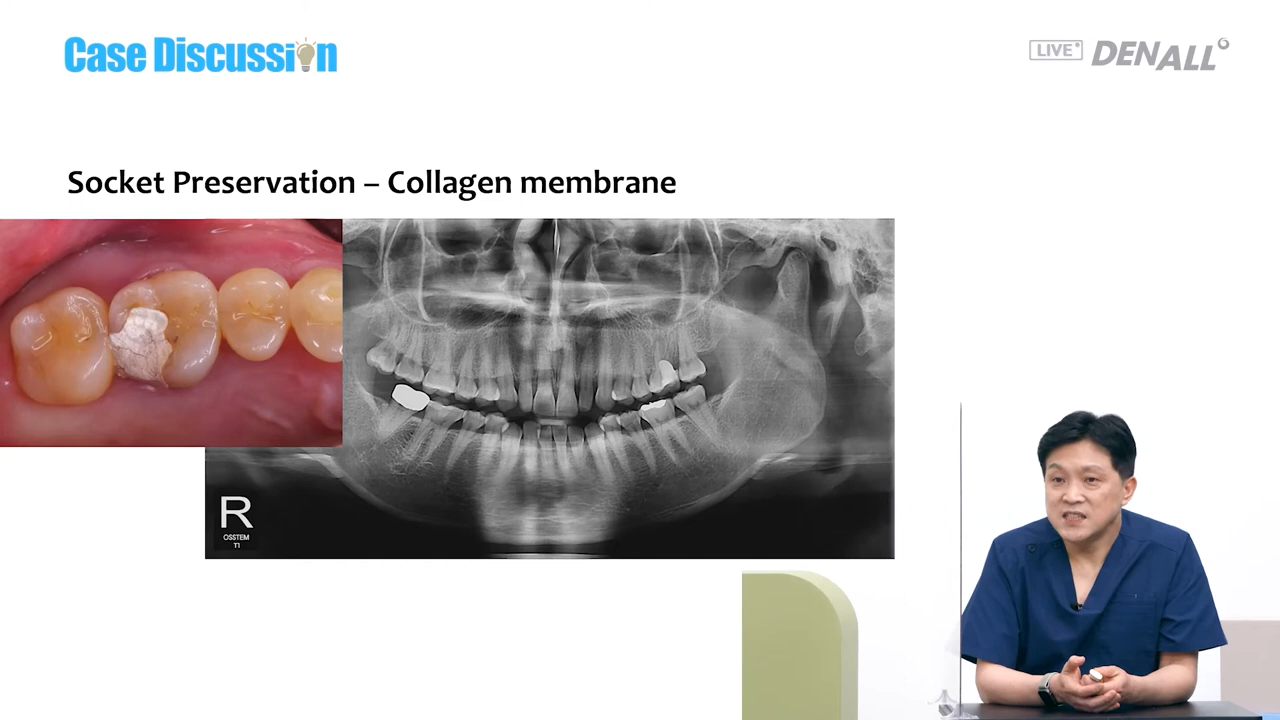 Case Discussion
LIVE DENALL
Socket Preservation – Collagen membrane
R
OSSTEM
T1